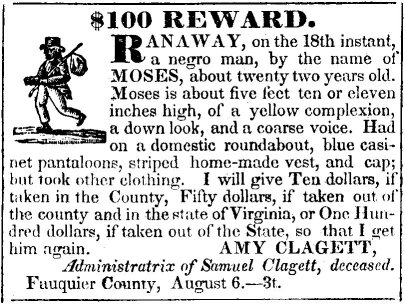 $100 REWARD.
RANAWAY, on the 18th instant,
a negro man, by the name of
MOSES, about twenty two years old.
Moses is about five feet ten or eleven
inches high, of a yellow complexion,
a down look, and a coarse voice. Had
on a domestic roundabout, blue casi-
net pantaloons, striped home-made vest, and cap;
but took other clothing. I will give Ten dollars, if
taken in the County, Fifty dollars, if taken out of
the county and in the state of Virginia, or One Hun-
dred dollars, if taken out of the State, so that I get
him again. AMY CLAGETT,
Administratrix of Samuel Clagett, deceased.
Fauquier County, August 6.—3t.